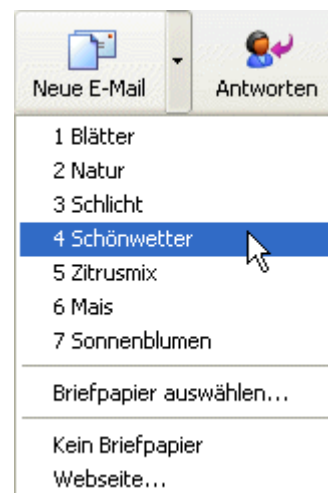 Neue E-Mail Antworten
1 Blätter
2 Natur
3 Schlicht
4 Schönwetter
5 Zitrusmix
6 Mais
7 Sonnenblumen
Briefpapier auswählen...
Kein Briefpapier
Webseite...